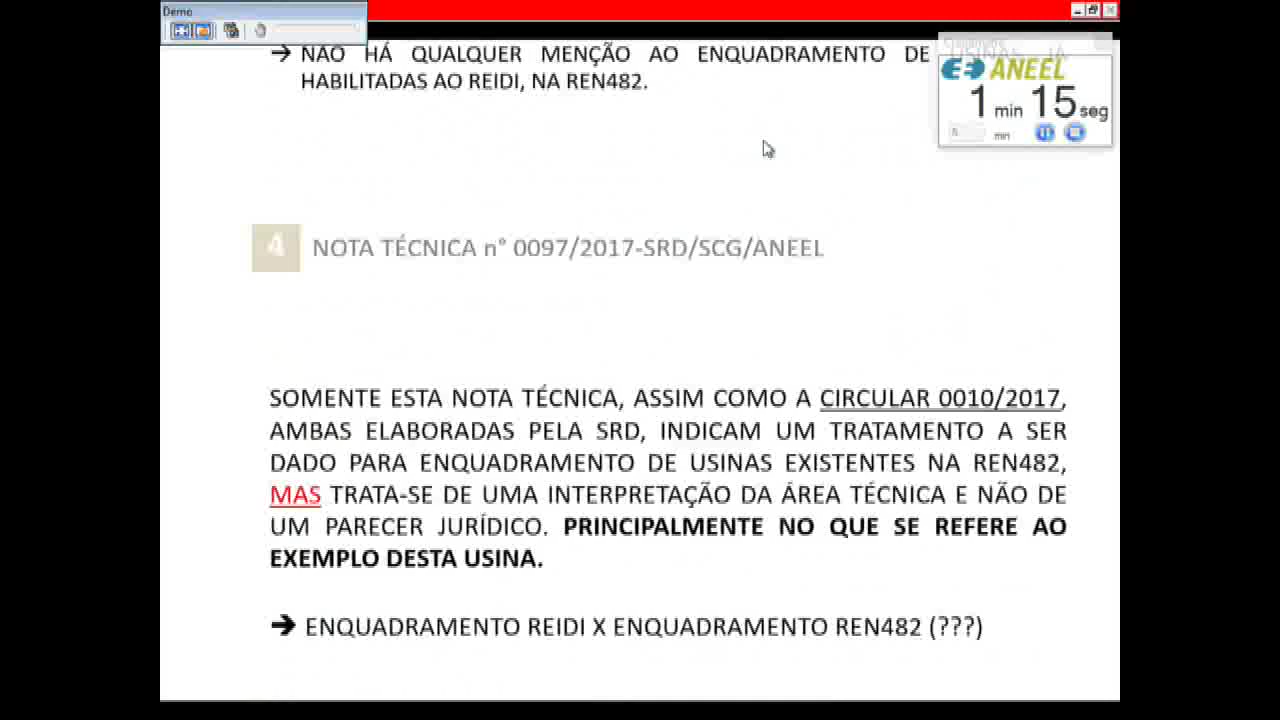 Demo
→ NÃO HÁ QUALQUER MENÇÃO AO ENQUADRAMENTO DE USINAS JÁ
HABILITADAS AO REIDI, NA REN482.
ANEEL
1 min 15 seg
min
4 NOTA TÉCNICA n° 0097/2017-SRD/SCG/ANEEL
SOMENTE ESTA NOTA TÉCNICA, ASSIM COMO A CIRCULAR 0010/2017,
AMBAS ELABORADAS PELA SRD, INDICAM UM TRATAMENTO A SER
DADO PARA ENQUADRAMENTO DE USINAS EXISTENTES NA REN482,
MAS TRATA-SE DE UMA INTERPRETAÇÃO DA ÁREA TÉCNICA E NÃO DE
UM PARECER JURÍDICO. PRINCIPALMENTE NO QUE SE REFERE AO
EXEMPLO DESTA USINA.
➔ ENQUADRAMENTO REIDI X ENQUADRAMENTO REN482 (???)